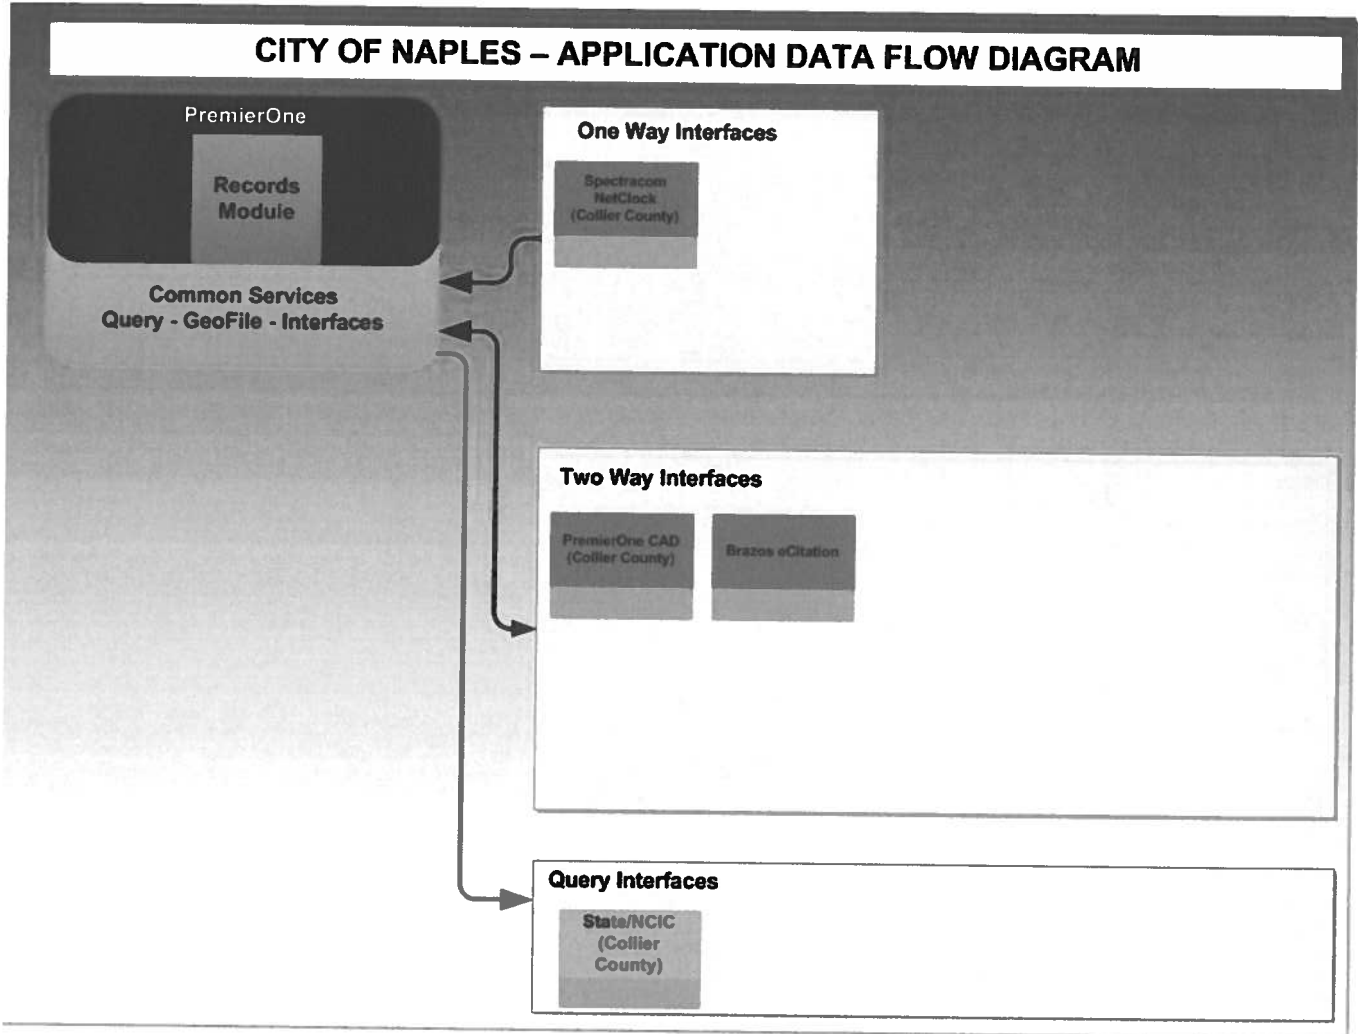 CITY OF NAPLES – APPLICATION DATA FLOW DIAGRAM
PremierOne
Records
Module
Common Services
Query - GeoFile - Interfaces
One Way Interfaces
Spectracom
NetClock
(Collier County)
Two Way Interfaces
PremierOne CAD
(Collier County)
Brazos eCitation
Query Interfaces
State/NCIC
(Collier
County)